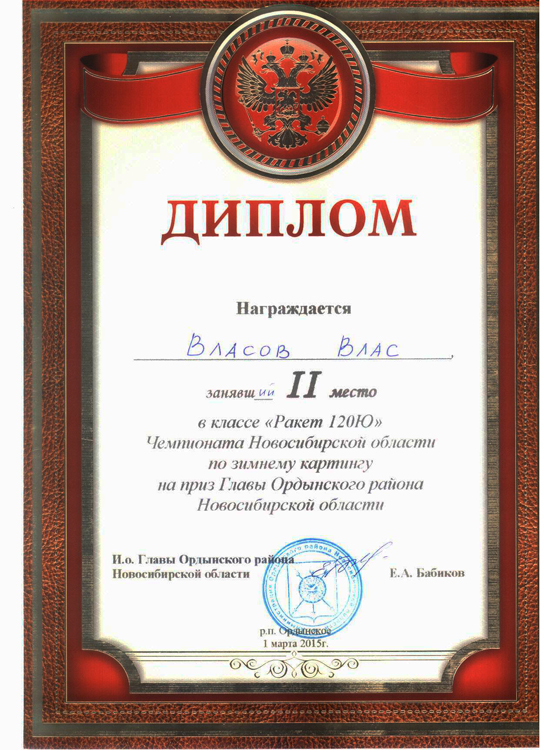 ДИПЛОМ
Награждается
Власов Влас,
занявший II место
в классе «Ракет 120Ю»
Чемпионата Новосибирской области
по зимнему картингу
на приз Главы Ордынского района
Новосибирской области
И.о. Главы Ордынского района
Новосибирской области Е.А. Бабиков
р.п. Ордынское
1 марта 2015г.